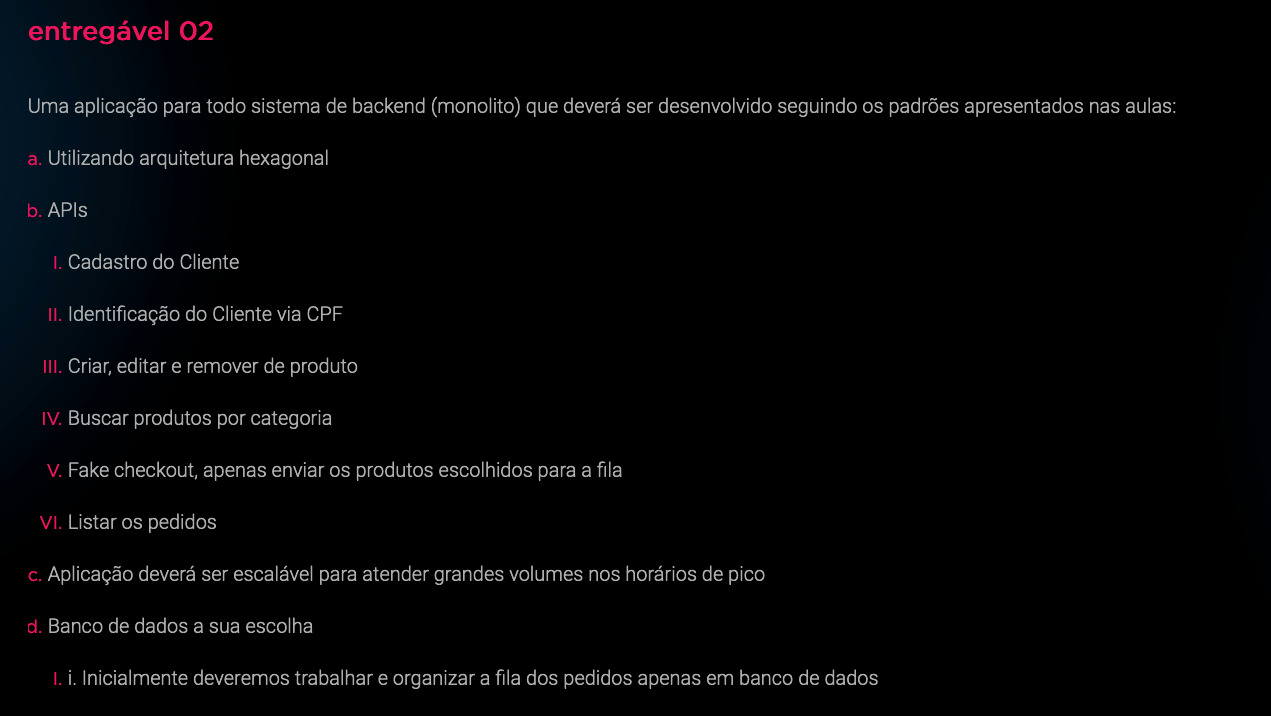 entregável 02
Uma aplicação para todo sistema de backend (monolito) que deverá ser desenvolvido seguindo os padrões apresentados nas aulas:
a. Utilizando arquitetura hexagonal
b. APIs
I. Cadastro do Cliente
II. Identificação do Cliente via CPF
III. Criar, editar e remover de produto
IV. Buscar produtos por categoria
V. Fake checkout, apenas enviar os produtos escolhidos para a fila
VI. Listar os pedidos
c. Aplicação deverá ser escalável para atender grandes volumes nos horários de pico
d. Banco de dados a sua escolha
I. i. Inicialmente deveremos trabalhar e organizar a fila dos pedidos apenas em banco de dados